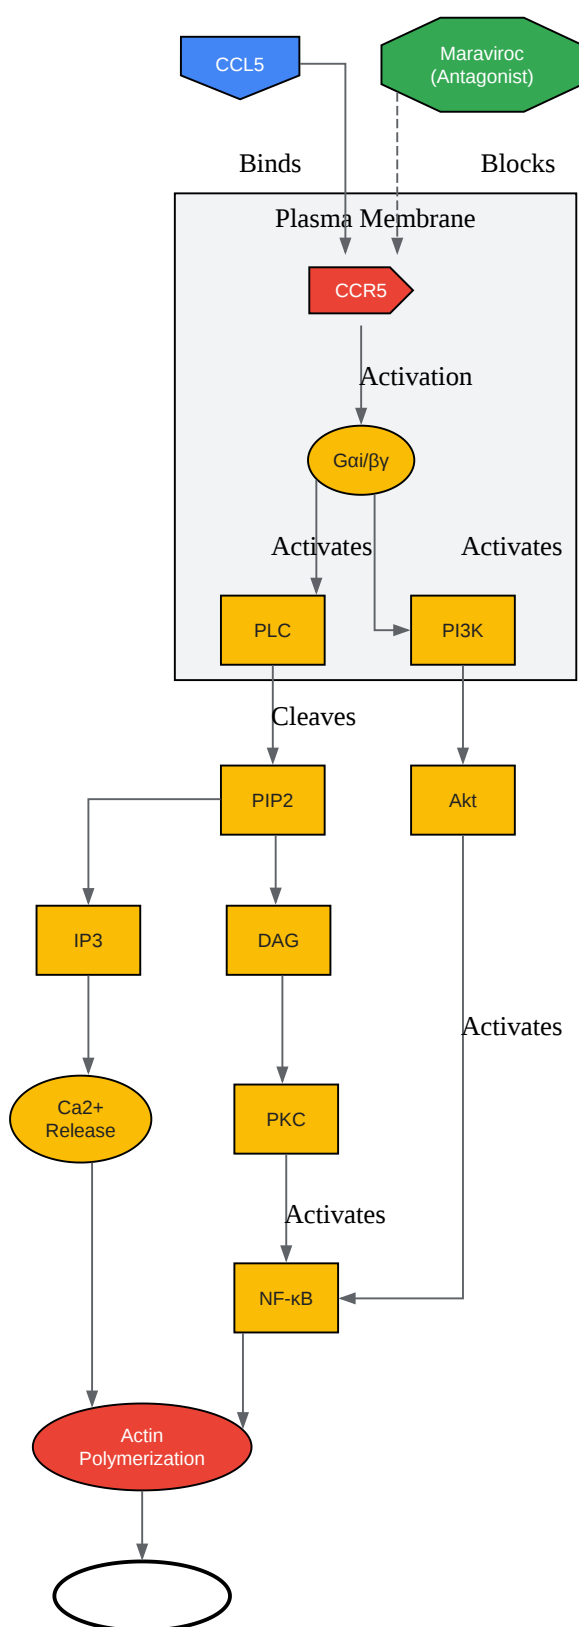 CCL5
Maraviroc
(Antagonist)
Binds
Blocks
Plasma Membrane
CCR5
Activation
Gαi/βγ
Activates
Activates
PLC
PI3K
Cleaves
PIP2
Akt
IP3
DAG
Activates
Ca2+
Release
PKC
Activates
NF-κB
Actin
Polymerization